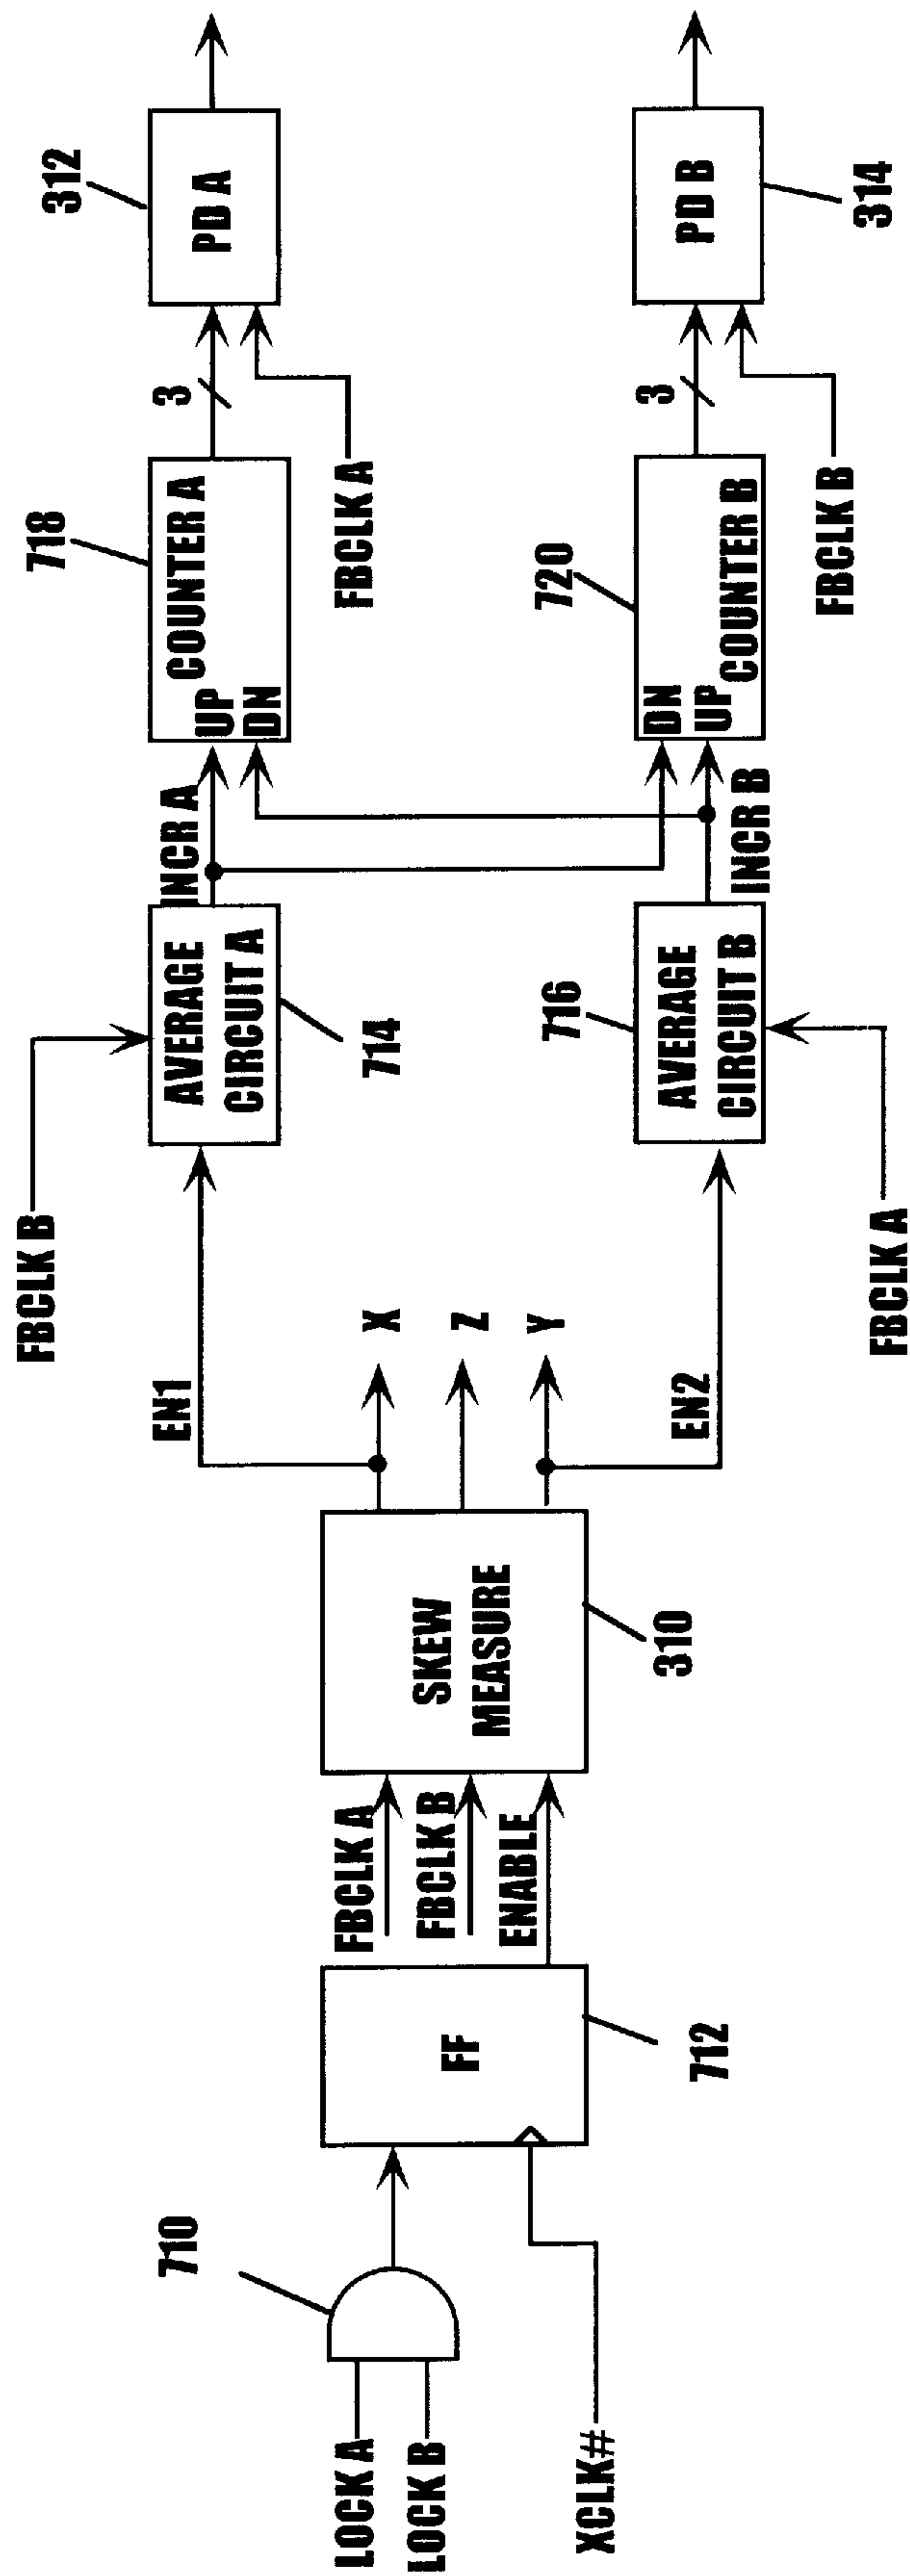 LOCK A
LOCK B
XCLK#
710
FF
712
FBCLK A
FBCLK B
ENABLE
SKEW
MEASURE
310
EN1
X
Z
Y
EN2
FBCLK B
AVERAGE
CIRCUIT A
714
INCR A
716
AVERAGE
CIRCUIT B
INCR B
FBCLK A
718
COUNTER A
UP
DN
3
FBCLK A
720
DN
UP
COUNTER B
3
FBCLK B
312
PD A
PD B
314